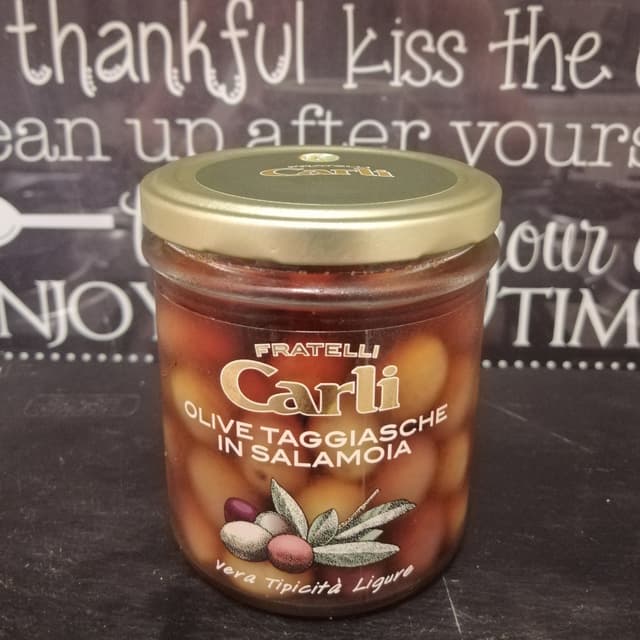 thankful kiss the
ean up after yours
Carli
your
NJOY
TIM
FRATELLI
Carli
OLIVE TAGGIASCHE
IN SALAMOIA
Vera Tipicità Ligure